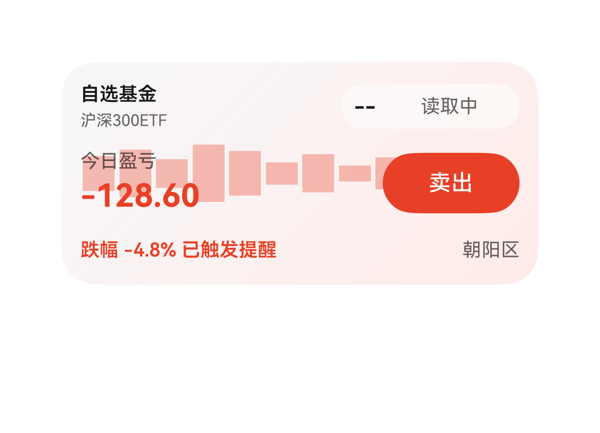 自选基金
沪深300ETF
-- 读取中
今日盈亏
-128.60
卖出
跌幅 -4.8% 已触发提醒
朝阳区